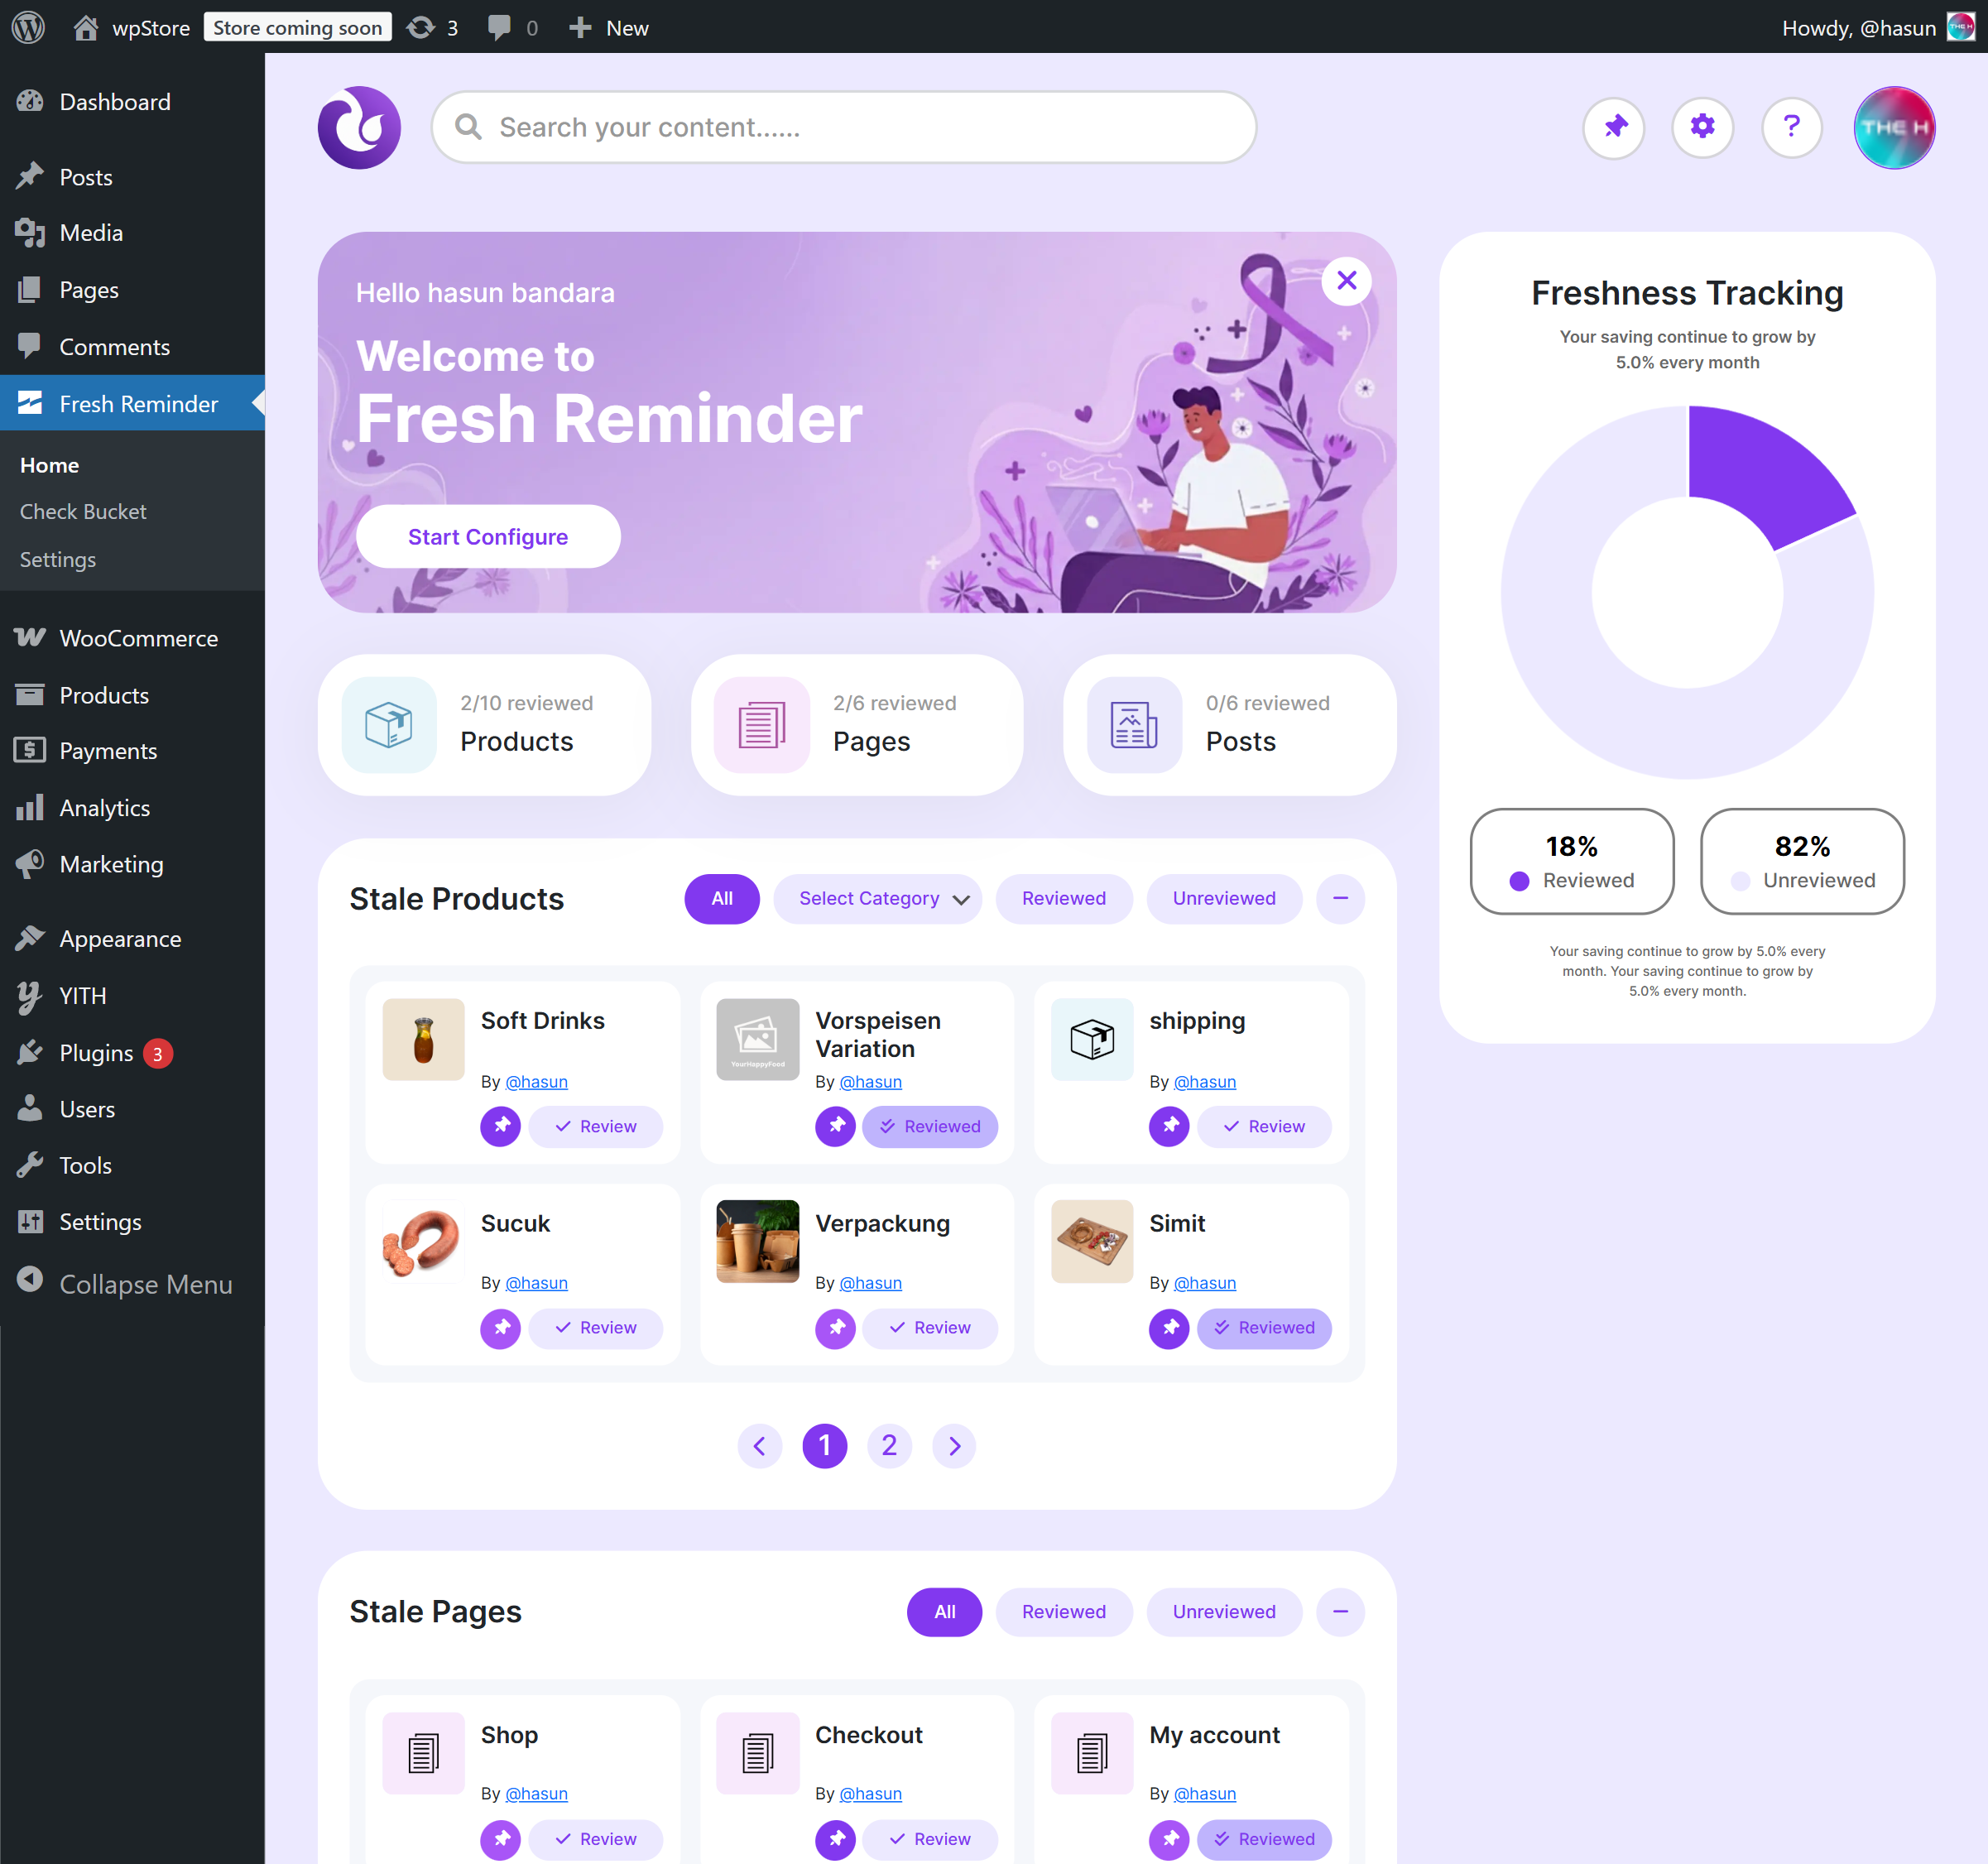 wpStore
Store coming soon
3
0
New
Howdy, @hasun
THE H
Dashboard
Posts
Media
Pages
Comments
Fresh Reminder
Home
Check Bucket
Settings
WooCommerce
Products
Payments
Analytics
Marketing
Appearance
YITH
Plugins 3
Users
Tools
Settings
Collapse Menu
Search your content......
?
THE H
Hello hasun bandara
Welcome to
Fresh Reminder
Start Configure
2/10 reviewed
Products
2/6 reviewed
Pages
0/6 reviewed
Posts
Freshness Tracking
Your saving continue to grow by
5.0% every month
18%
Reviewed
82%
Unreviewed
Your saving continue to grow by 5.0% every
month. Your saving continue to grow by
5.0% every month.
Stale Products
All
Select Category
Reviewed
Unreviewed
Soft Drinks
By @hasun
Review
YourHappyFood
Vorspeisen
Variation
By @hasun
Reviewed
shipping
By @hasun
Review
Sucuk
By @hasun
Review
Verpackung
By @hasun
Review
Simit
By @hasun
Reviewed
1
2
Stale Pages
All
Reviewed
Unreviewed
Shop
By @hasun
Review
Checkout
By @hasun
Review
My account
By @hasun
Reviewed